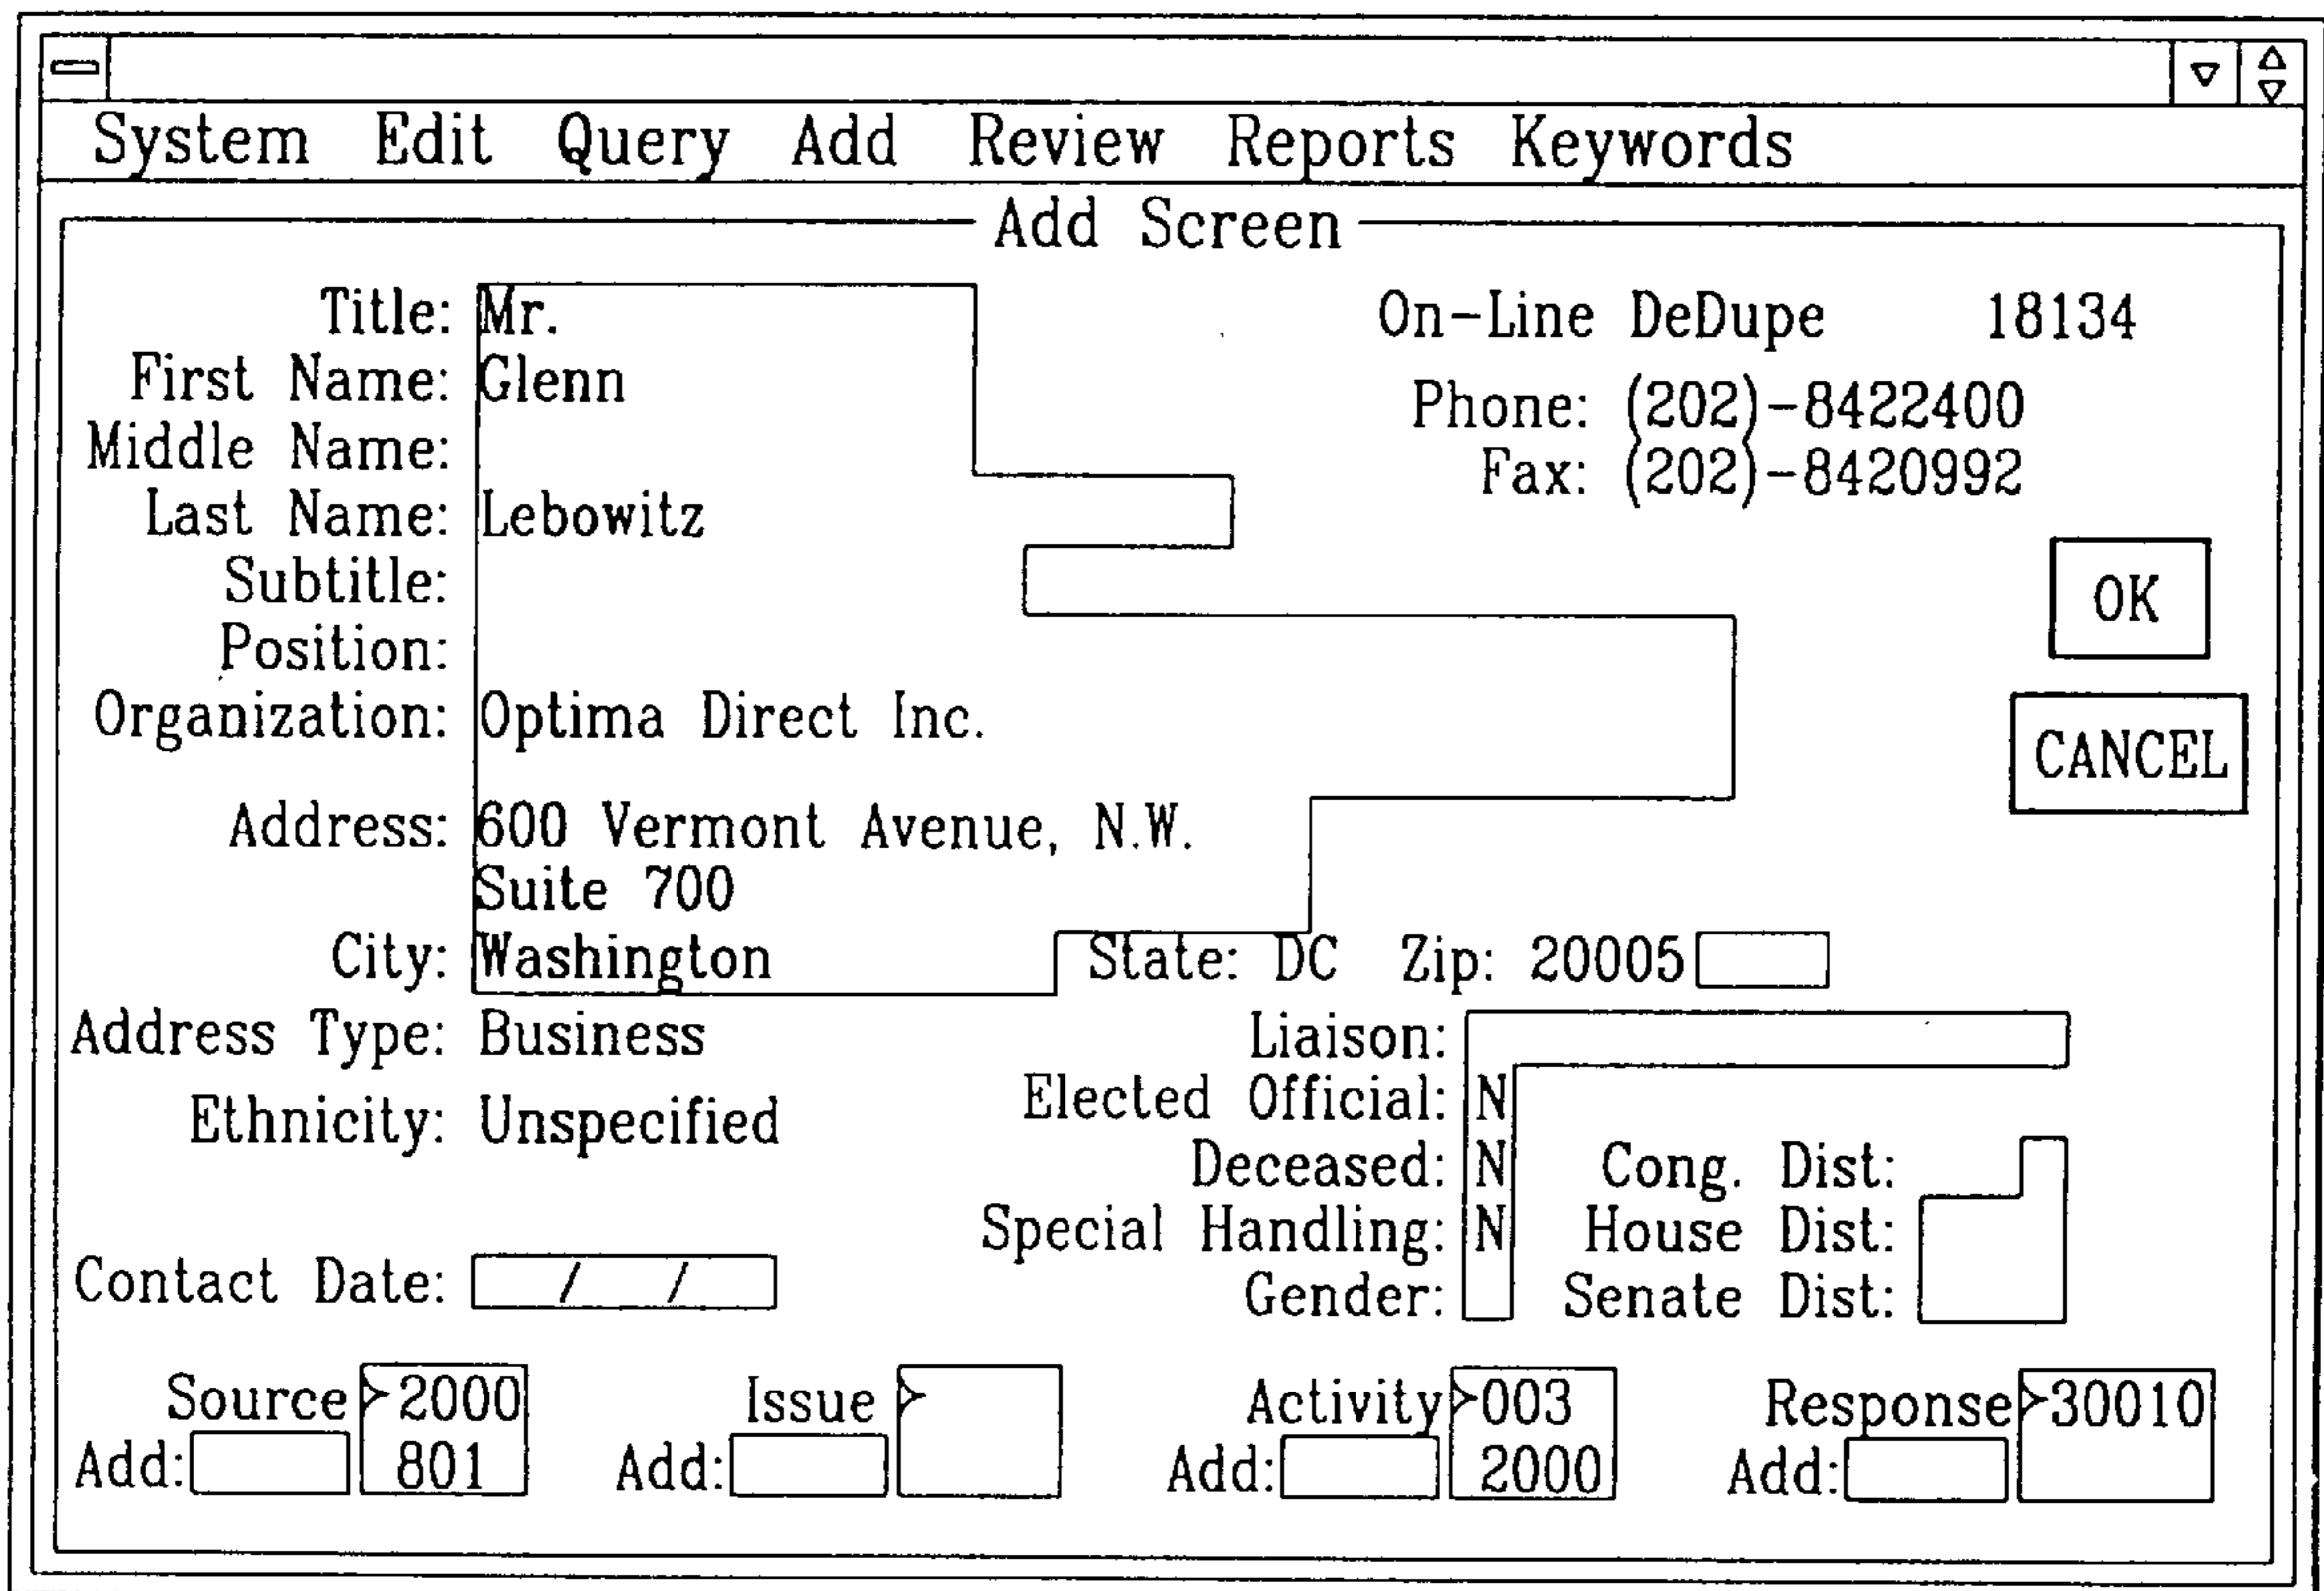 System Edit Query Add Review Reports Keywords
Add Screen
Title: Mr.
On-Line DeDupe 18134
First Name: Glenn
Phone: (202)-8422400
Middle Name:
Fax: (202)-8420992
Last Name: Lebowitz
Subtitle:
OK
Position:
Organization: Optima Direct Inc.
CANCEL
Address: 600 Vermont Avenue, N.W.
Suite 700
City: Washington State: DC Zip: 20005
Address Type: Business Liaison:
Elected Official: N
Ethnicity: Unspecified
Deceased: N Cong. Dist:
Special Handling: N House Dist:
Contact Date: / /
Gender: Senate Dist:
Source >2000 Issue > Activity >003 Response >30010
Add: 801 Add: Add: 2000 Add: